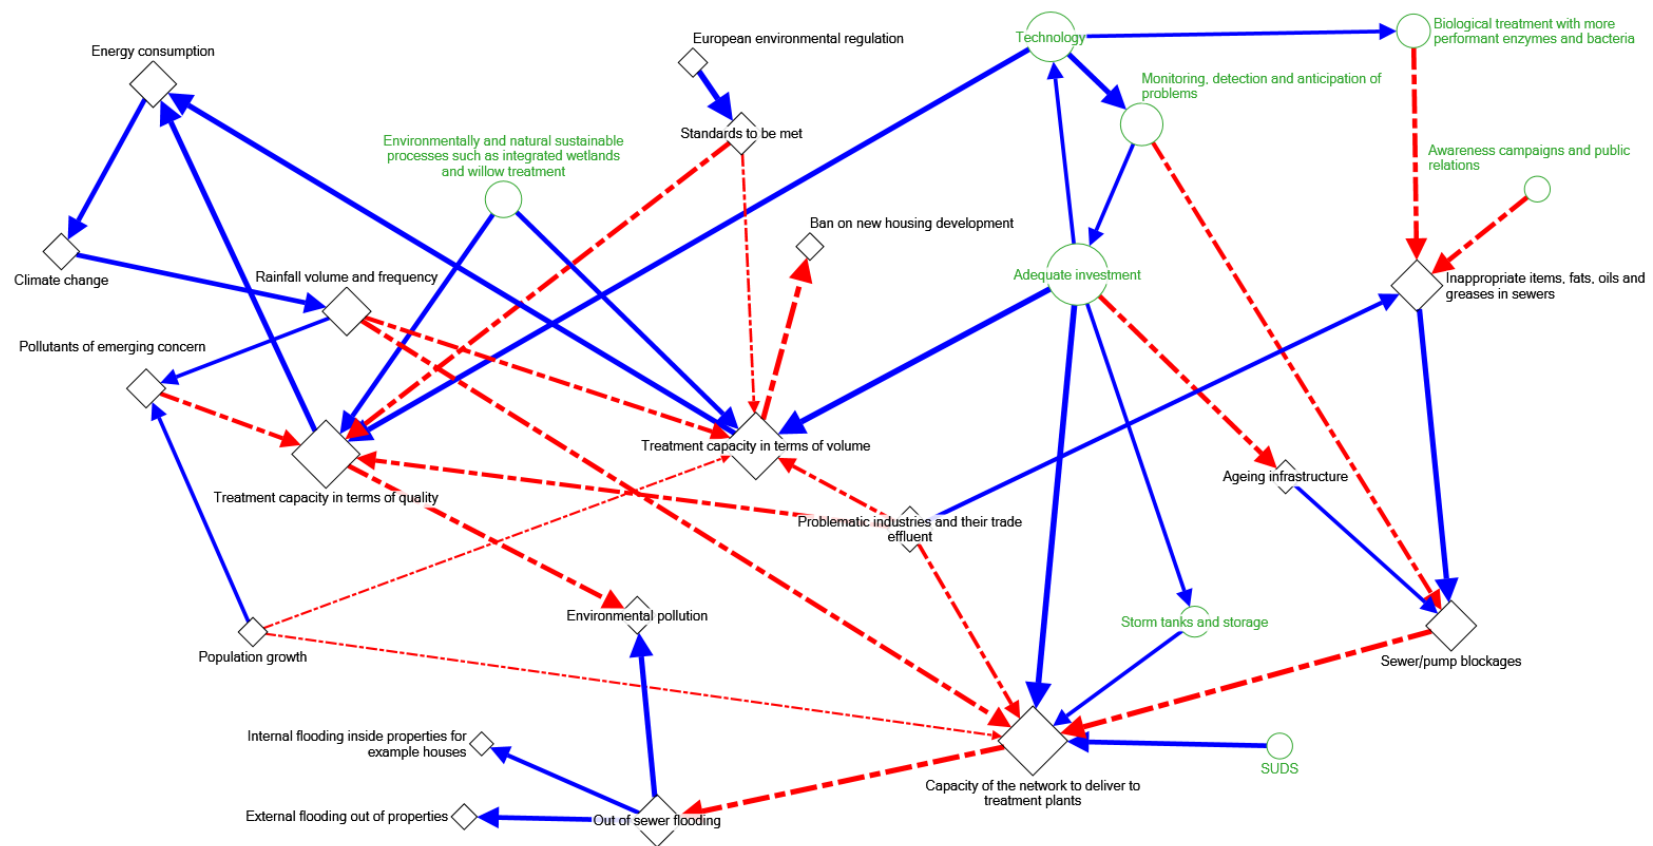 Biological treatment with more
performant enzymes and bacteria
European environmental regulation
Technology
Energy consumption
Monitoring, detection and anticipation of
problems
Standards to be met
Environmentally and natural sustainable
processes such as integrated wetlands
and willow treatment
Awareness campaigns and public
relations
Ban on new housing development
Climate change
Rainfall volume and frequency
Adequate investment
Inappropriate items, fats, oils and
greases in sewers
Pollutants of emerging concern
Treatment capacity in terms of volume
Ageing infrastructure
Treatment capacity in terms of quality
Problematic industries and their trade
effluent
Environmental pollution
Storm tanks and storage
Population growth
Sewer/pump blockages
Internal flooding inside properties for
example houses
SUDS
Capacity of the network to deliver to
treatment plants
External flooding out of properties
Out of sewer flooding